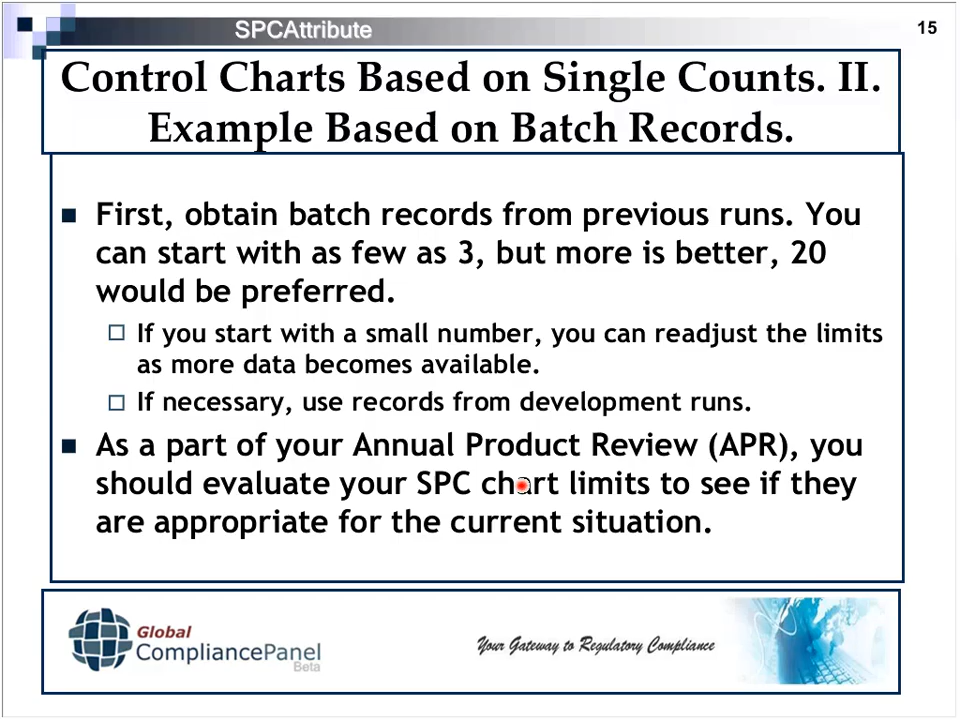 SPCAttribute
15
Control Charts Based on Single Counts. II.
Example Based on Batch Records.
First, obtain batch records from previous runs. You
can start with as few as 3, but more is better, 20
would be preferred.
If you start with a small number, you can readjust the limits
as more data becomes available.
If necessary, use records from development runs.
As a part of your Annual Product Review (APR), you
should evaluate your SPC chart limits to see if they
are appropriate for the current situation.
Global
CompliancePanel
Beta
Your Gateway to Regulatory Compliance